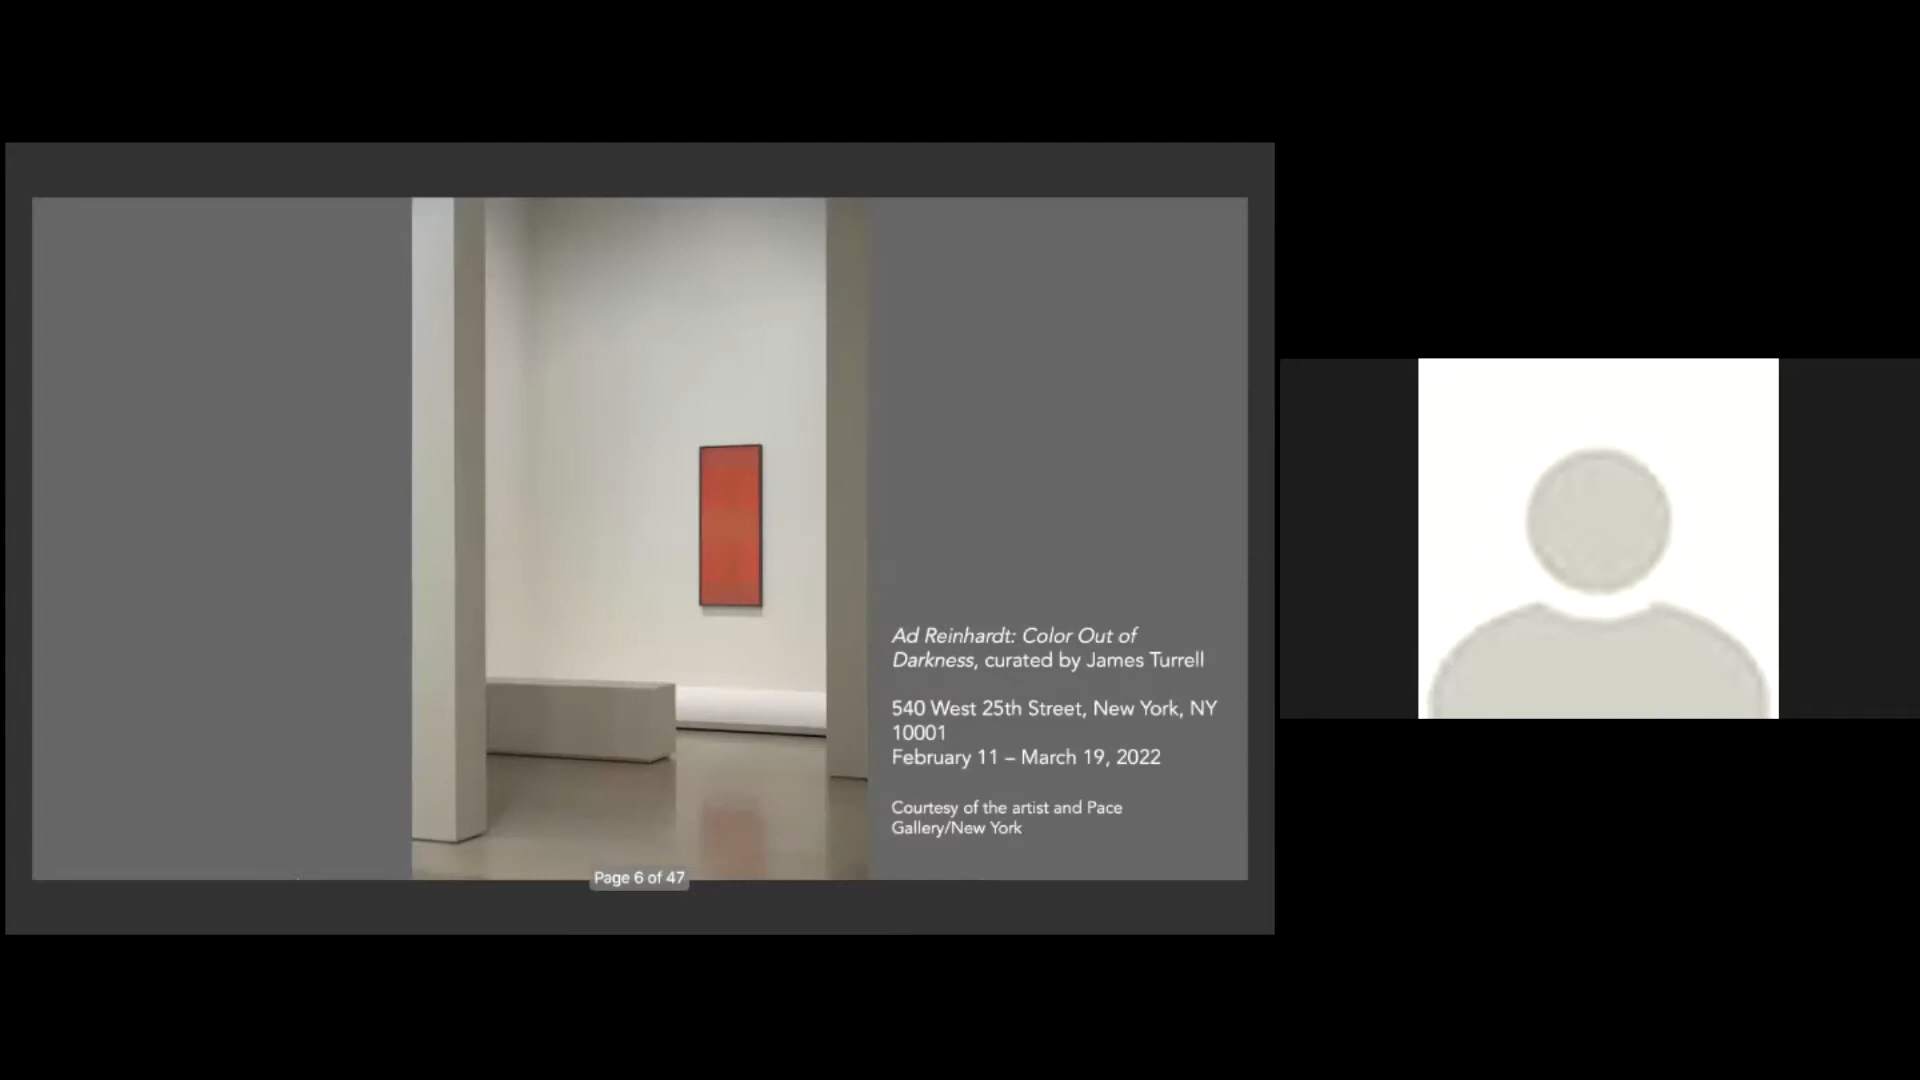 Ad Reinhardt: Color Out of
Darkness, curated by James Turrell
540 West 25th Street, New York, NY
10001
February 11 – March 19, 2022
Courtesy of the artist and Pace
Gallery/New York
Page 6 of 47